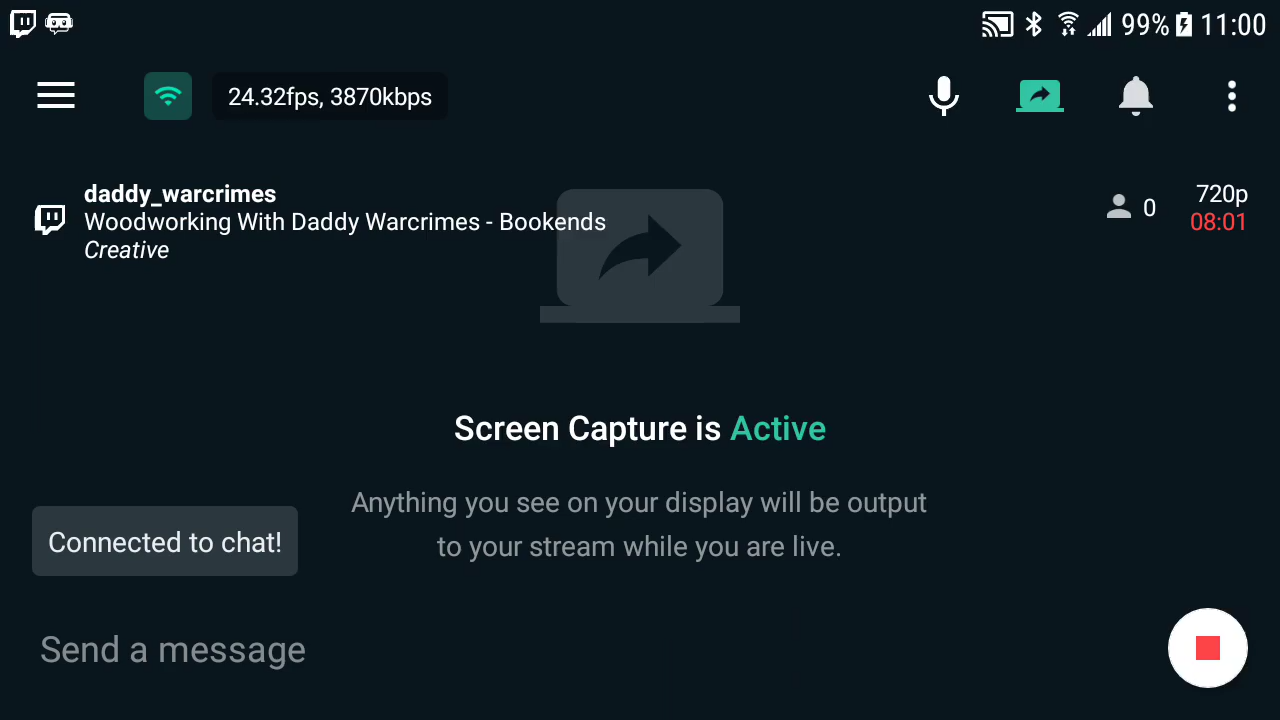 99% 11:00
24.32fps, 3870kbps
daddy_warcrimes
Woodworking With Daddy Warcrimes - Bookends
Creative
0
720p
08:01
Screen Capture is Active
Anything you see on your display will be output
to your stream while you are live.
Connected to chat!
Send a message